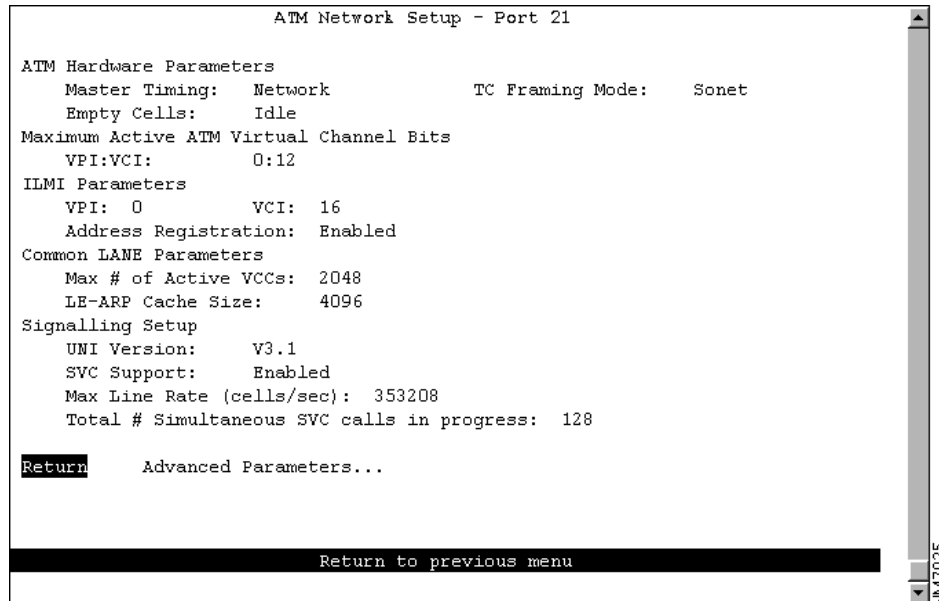 ATM Network Setup - Port 21
ATM Hardware Parameters
Master Timing: Network TC Framing Mode: Sonet
Empty Cells: Idle
Maximum Active ATM Virtual Channel Bits
VPI:VCI: 0:12
ILMI Parameters
VPI: 0 VCI: 16
Address Registration: Enabled
Common LANE Parameters
Max # of Active VCCs: 2048
LE-ARP Cache Size: 4096
Signalling Setup
UNI Version: V3.1
SVC Support: Enabled
Max Line Rate (cells/sec): 353208
Total # Simultaneous SVC calls in progress: 128
Return Advanced Parameters...
Return to previous menu